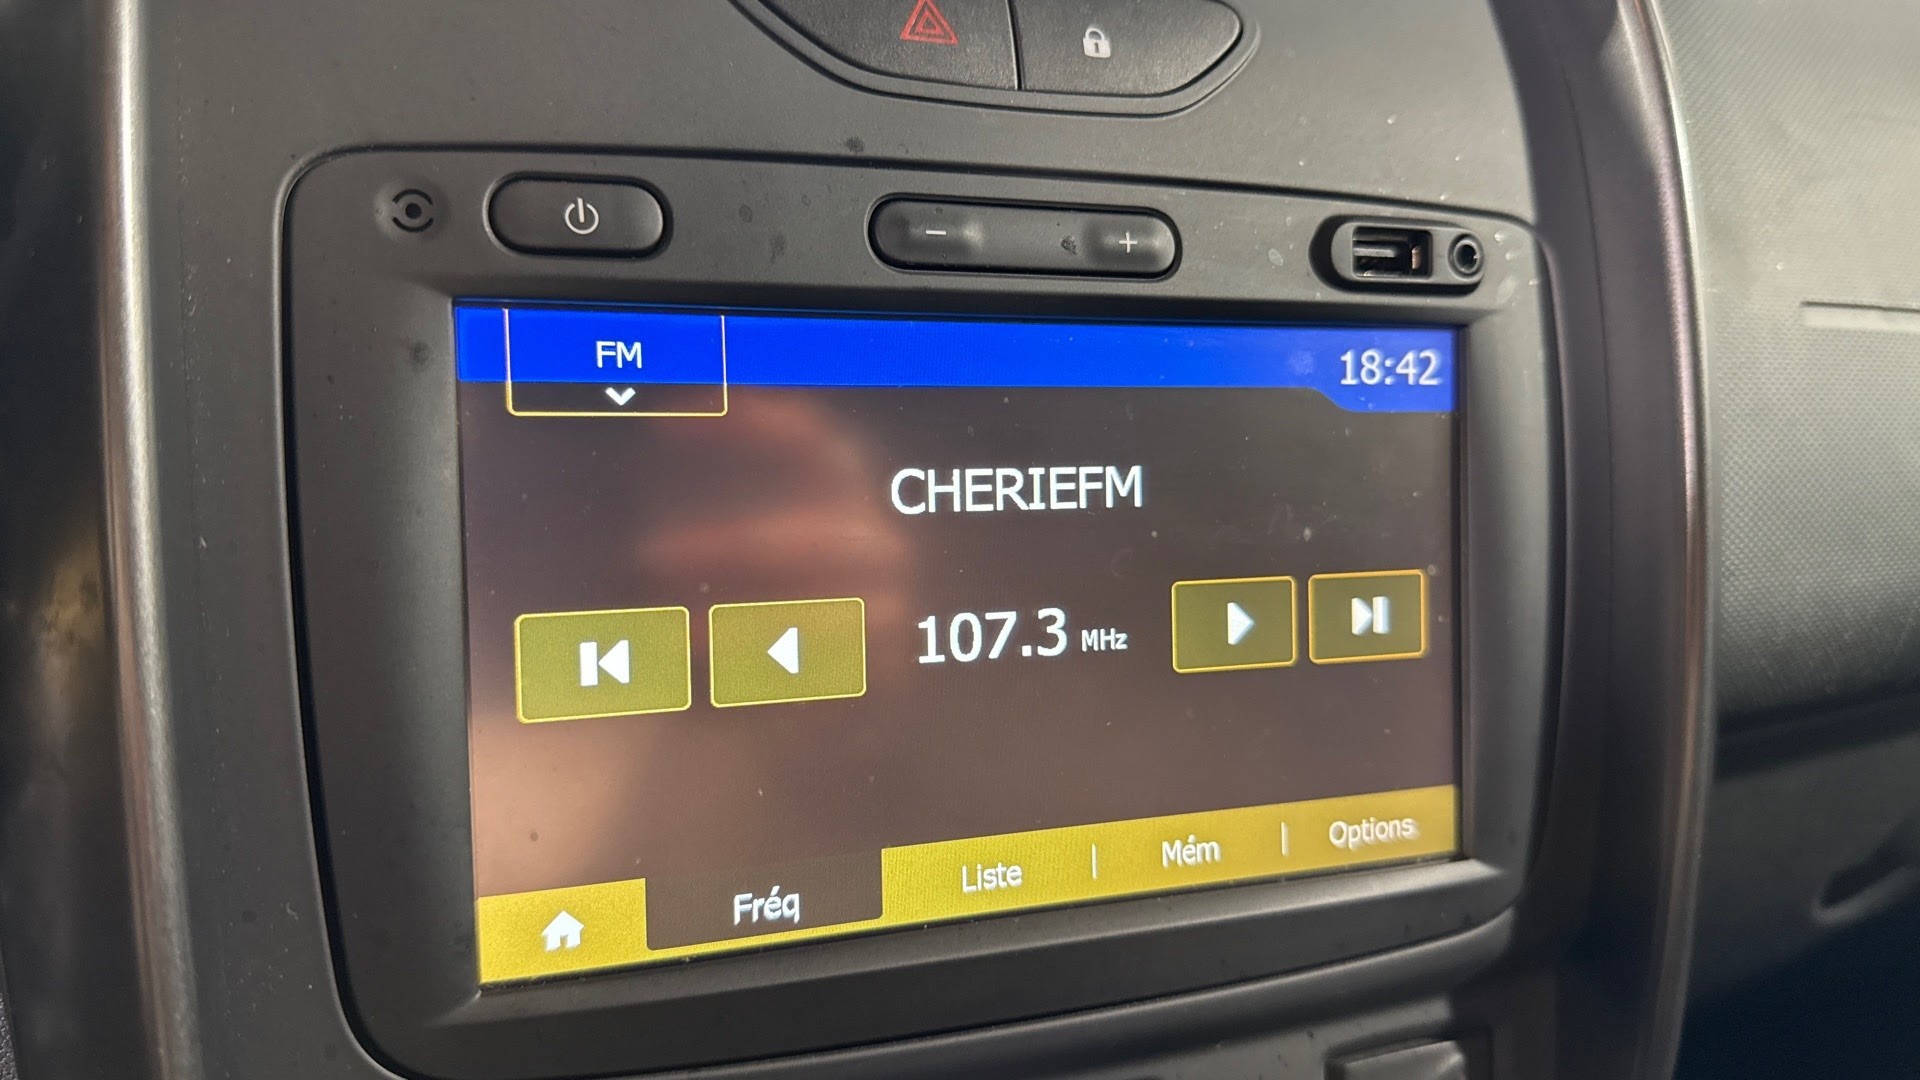 FM
18:42
CHERIEFM
107.3 MHz
Fréq
Liste
Mém
Options